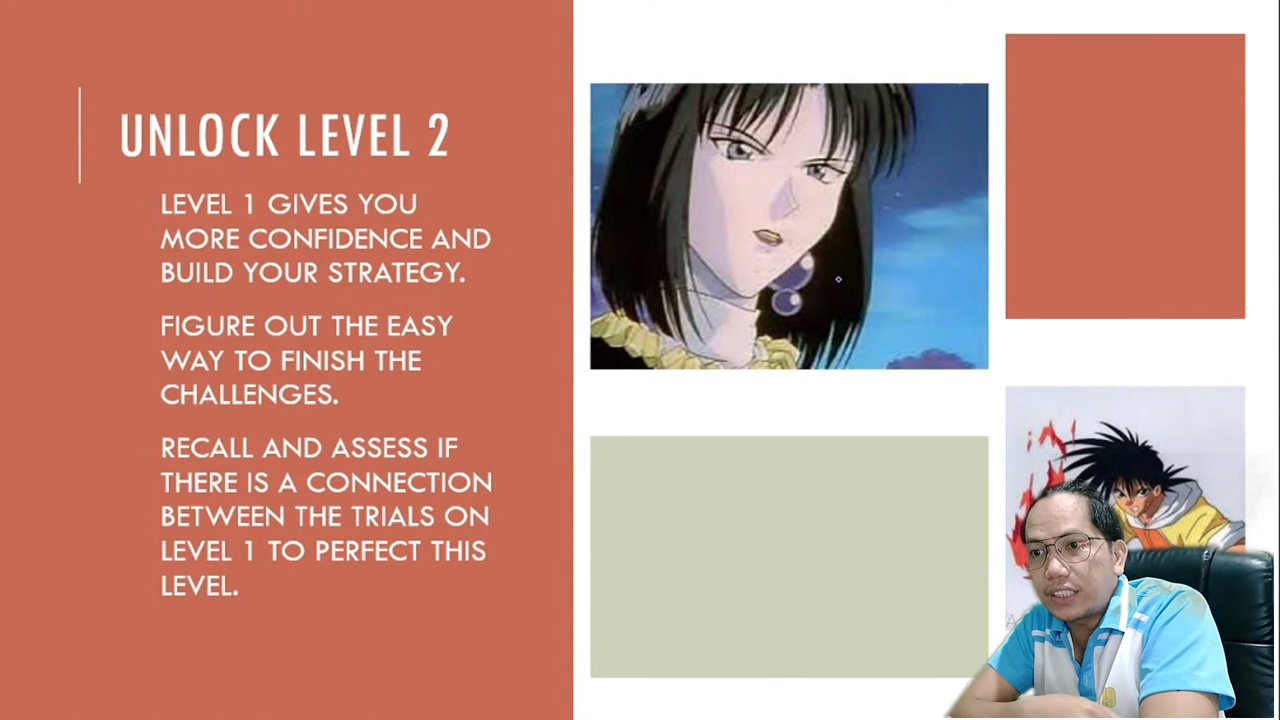 UNLOCK LEVEL 2
LEVEL 1 GIVES YOU
MORE CONFIDENCE AND
BUILD YOUR STRATEGY.
FIGURE OUT THE EASY
WAY TO FINISH THE
CHALLENGES.
RECALL AND ASSESS IF
THERE IS A CONNECTION
BETWEEN THE TRIALS ON
LEVEL 1 TO PERFECT THIS
LEVEL.